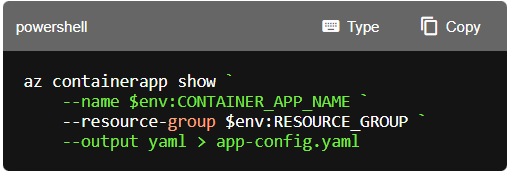 powershell
Type
Copy
az containerapp show `
--name $env:CONTAINER_APP_NAME `
--resource-group $env:RESOURCE_GROUP `
--output yaml > app-config.yaml